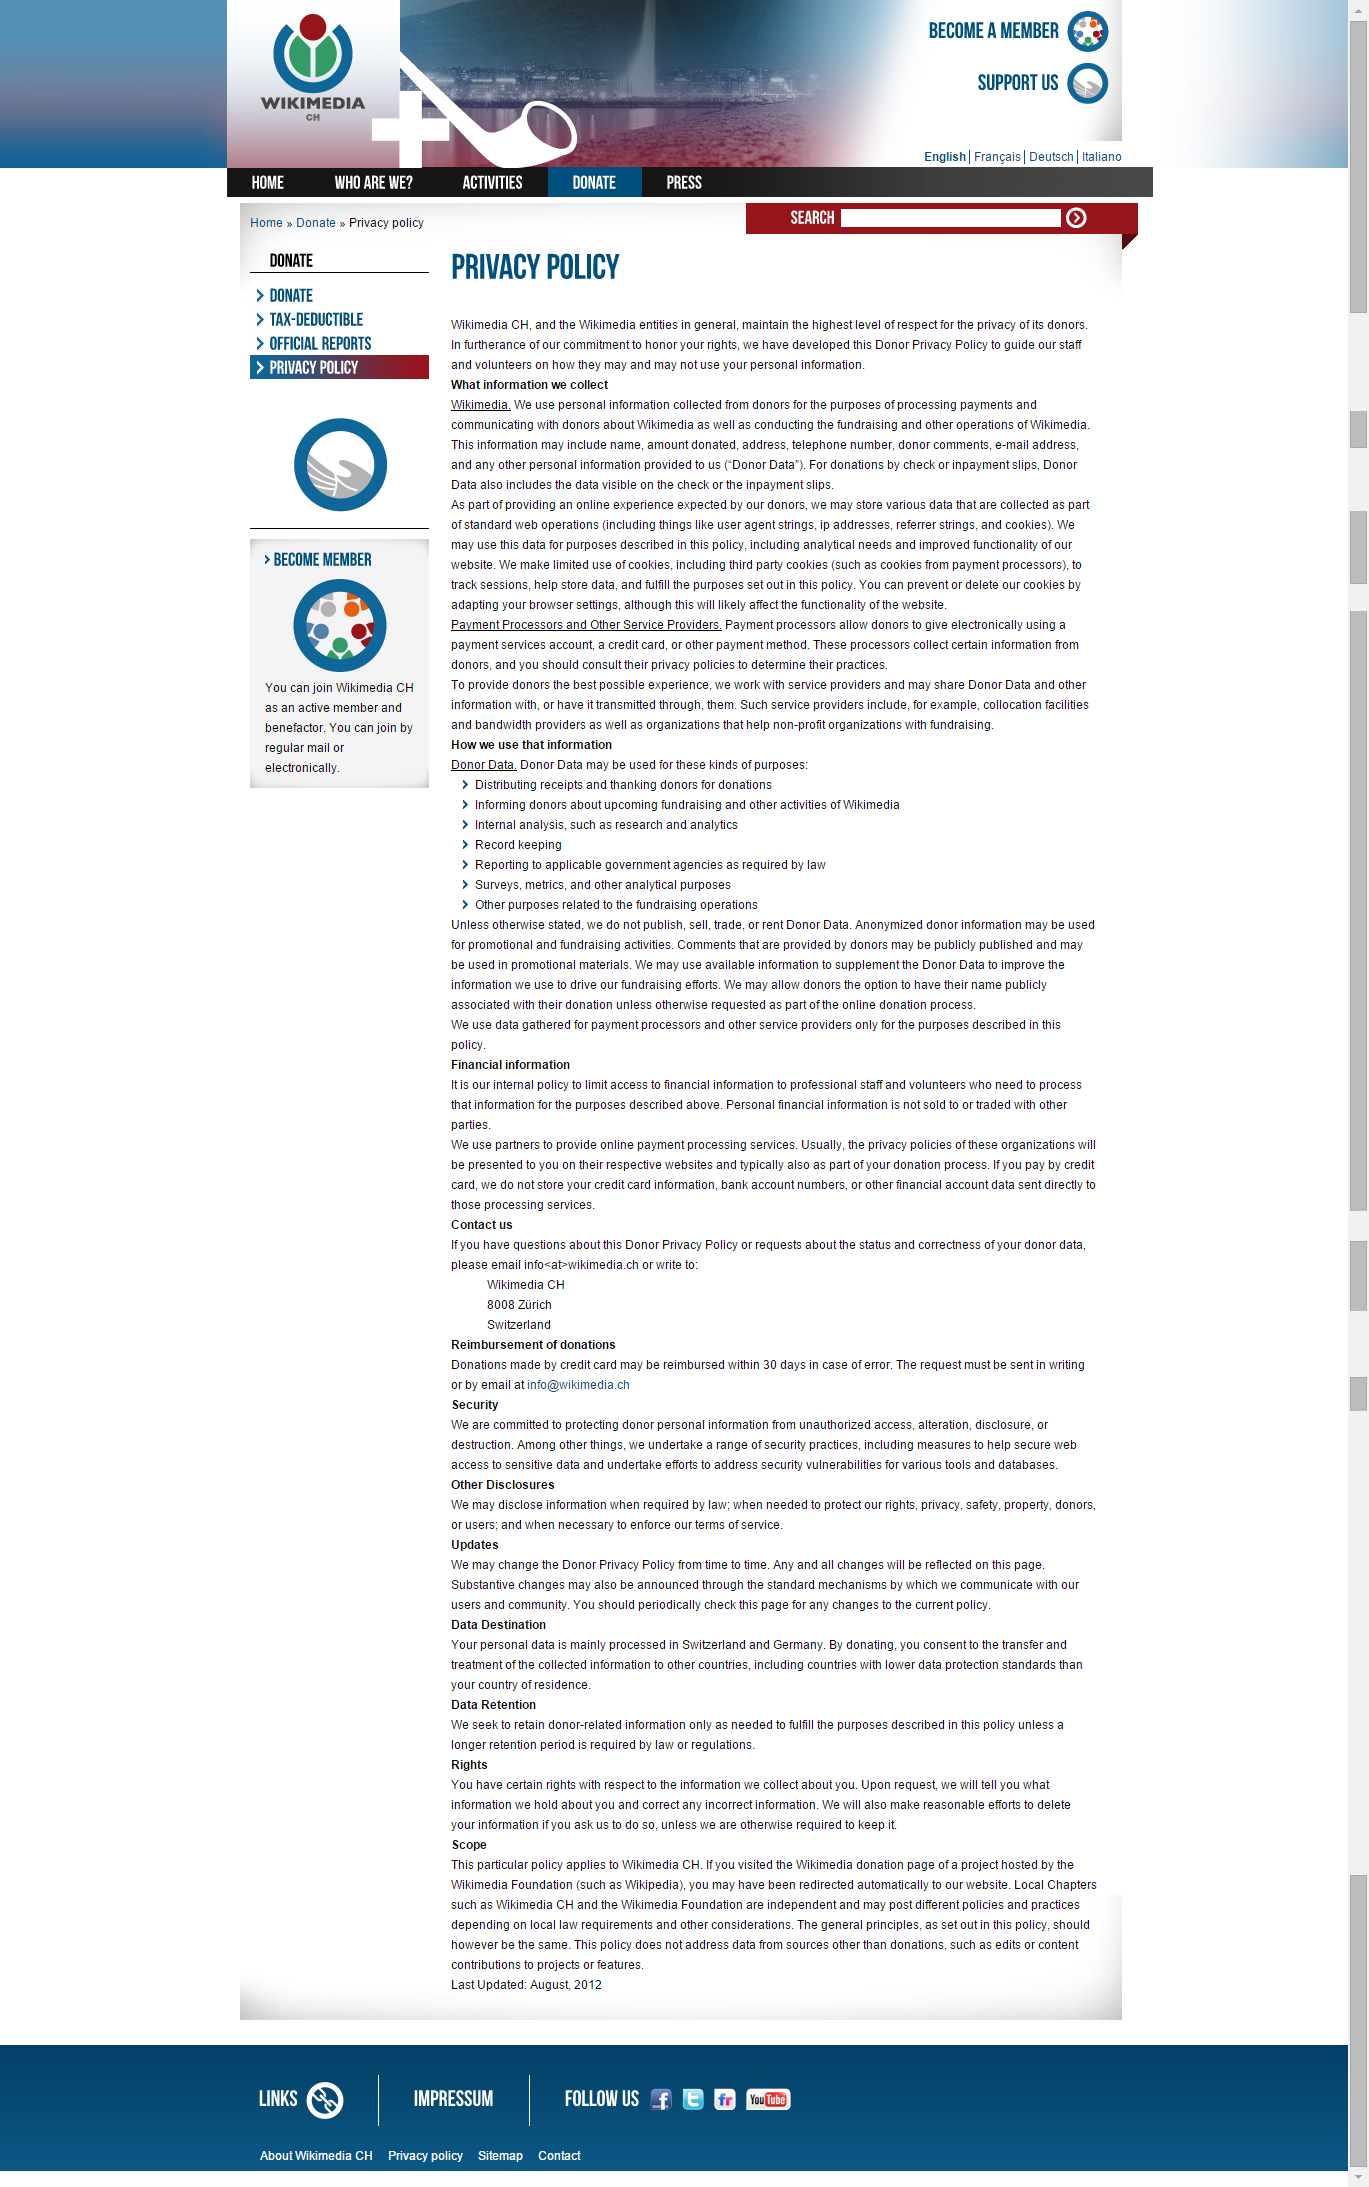 WIKIMEDIA
CH
BECOME A MEMBER
SUPPORT US
English | Français | Deutsch | Italiano
HOME WHO ARE WE? ACTIVITIES DONATE PRESS
Home » Donate » Privacy policy
SEARCH
DONATE
DONATE
TAX-DEDUCTIBLE
OFFICIAL REPORTS
PRIVACY POLICY
BECOME MEMBER
You can join Wikimedia CH
as an active member and
benefactor. You can join by
regular mail or
electronically.
PRIVACY POLICY
Wikimedia CH, and the Wikimedia entities in general, maintain the highest level of respect for the privacy of its donors.
In furtherance of our commitment to honor your rights, we have developed this Donor Privacy Policy to guide our staff
and volunteers on how they may and may not use your personal information.
What information we collect
Wikimedia. We use personal information collected from donors for the purposes of processing payments and
communicating with donors about Wikimedia as well as conducting the fundraising and other operations of Wikimedia.
This information may include name, amount donated, address, telephone number, donor comments, e-mail address,
and any other personal information provided to us (“Donor Data”). For donations by check or inpayment slips, Donor
Data also includes the data visible on the check or the inpayment slips.
As part of providing an online experience expected by our donors, we may store various data that are collected as part
of standard web operations (including things like user agent strings, ip addresses, referrer strings, and cookies). We
may use this data for purposes described in this policy, including analytical needs and improved functionality of our
website. We make limited use of cookies, including third party cookies (such as cookies from payment processors), to
track sessions, help store data, and fulfill the purposes set out in this policy. You can prevent or delete our cookies by
adapting your browser settings, although this will likely affect the functionality of the website.
Payment Processors and Other Service Providers. Payment processors allow donors to give electronically using a
payment services account, a credit card, or other payment method. These processors collect certain information from
donors, and you should consult their privacy policies to determine their practices.
To provide donors the best possible experience, we work with service providers and may share Donor Data and other
information with, or have it transmitted through, them. Such service providers include, for example, collocation facilities
and bandwidth providers as well as organizations that help non-profit organizations with fundraising.
How we use that information
Donor Data. Donor Data may be used for these kinds of purposes:
Distributing receipts and thanking donors for donations
Informing donors about upcoming fundraising and other activities of Wikimedia
Internal analysis, such as research and analytics
Record keeping
Reporting to applicable government agencies as required by law
Surveys, metrics, and other analytical purposes
Other purposes related to the fundraising operations
Unless otherwise stated, we do not publish, sell, trade, or rent Donor Data. Anonymized donor information may be used
for promotional and fundraising activities. Comments that are provided by donors may be publicly published and may
be used in promotional materials. We may use available information to supplement the Donor Data to improve the
information we use to drive our fundraising efforts. We may allow donors the option to have their name publicly
associated with their donation unless otherwise requested as part of the online donation process.
We use data gathered for payment processors and other service providers only for the purposes described in this
policy.
Financial information
It is our internal policy to limit access to financial information to professional staff and volunteers who need to process
that information for the purposes described above. Personal financial information is not sold to or traded with other
parties.
We use partners to provide online payment processing services. Usually, the privacy policies of these organizations will
be presented to you on their respective websites and typically also as part of your donation process. If you pay by credit
card, we do not store your credit card information, bank account numbers, or other financial account data sent directly to
those processing services.
Contact us
If you have questions about this Donor Privacy Policy or requests about the status and correctness of your donor data,
please email info<at>wikimedia.ch or write to:
Wikimedia CH
8008 Zürich
Switzerland
Reimbursement of donations
Donations made by credit card may be reimbursed within 30 days in case of error. The request must be sent in writing
or by email at info@wikimedia.ch
Security
We are committed to protecting donor personal information from unauthorized access, alteration, disclosure, or
destruction. Among other things, we undertake a range of security practices, including measures to help secure web
access to sensitive data and undertake efforts to address security vulnerabilities for various tools and databases.
Other Disclosures
We may disclose information when required by law; when needed to protect our rights, privacy, safety, property, donors,
or users; and when necessary to enforce our terms of service.
Updates
We may change the Donor Privacy Policy from time to time. Any and all changes will be reflected on this page.
Substantive changes may also be announced through the standard mechanisms by which we communicate with our
users and community. You should periodically check this page for any changes to the current policy.
Data Destination
Your personal data is mainly processed in Switzerland and Germany. By donating, you consent to the transfer and
treatment of the collected information to other countries, including countries with lower data protection standards than
your country of residence.
Data Retention
We seek to retain donor-related information only as needed to fulfill the purposes described in this policy unless a
longer retention period is required by law or regulations.
Rights
You have certain rights with respect to the information we collect about you. Upon request, we will tell you what
information we hold about you and correct any incorrect information. We will also make reasonable efforts to delete
your information if you ask us to do so, unless we are otherwise required to keep it.
Scope
This particular policy applies to Wikimedia CH. If you visited the Wikimedia donation page of a project hosted by the
Wikimedia Foundation (such as Wikipedia), you may have been redirected automatically to our website. Local Chapters
such as Wikimedia CH and the Wikimedia Foundation are independent and may post different policies and practices
depending on local law requirements and other considerations. The general principles, as set out in this policy, should
however be the same. This policy does not address data from sources other than donations, such as edits or content
contributions to projects or features.
Last Updated: August, 2012
LINKS IMPRESSUM FOLLOW US f t fr YouTube
About Wikimedia CH Privacy policy Sitemap Contact